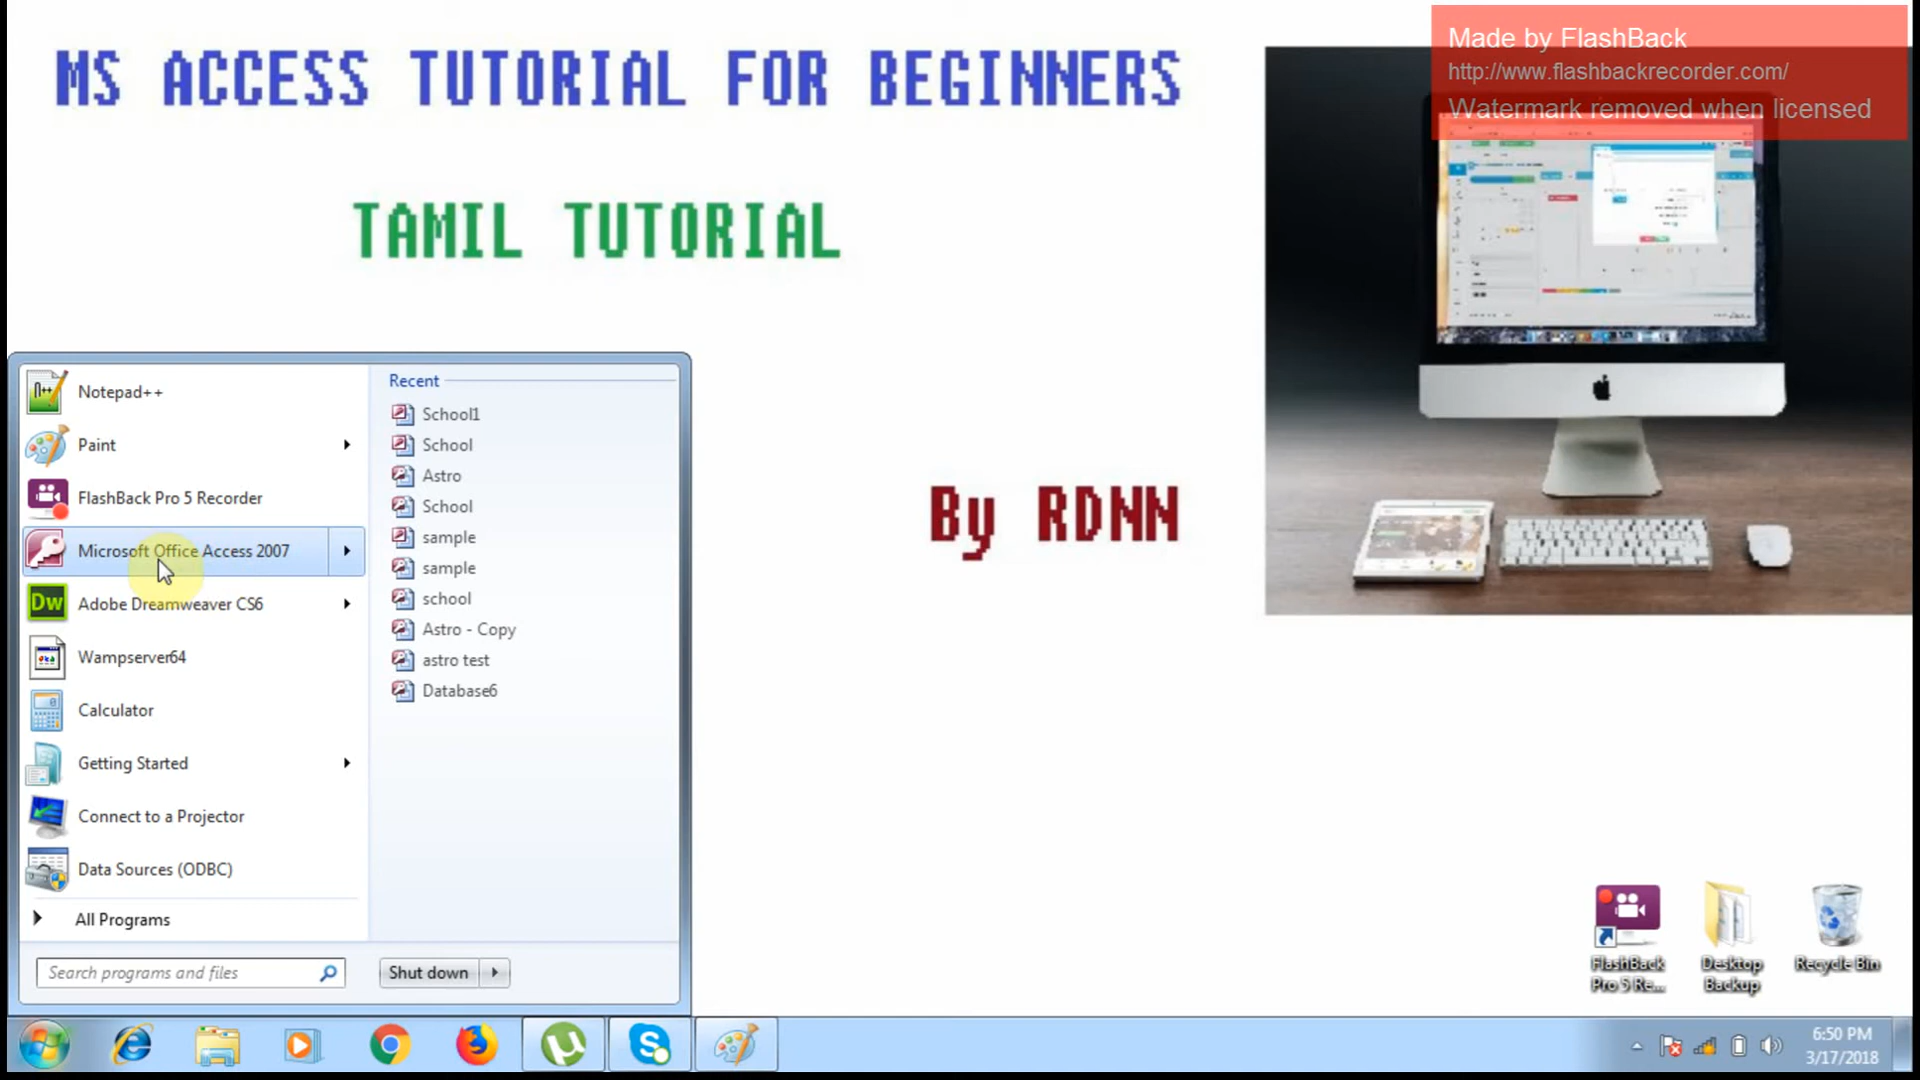 MS ACCESS TUTORIAL FOR BEGINNERS
TAMIL TUTORIAL
By RDNN
Made by FlashBack
http://www.flashbackrecorder.com/
Watermark removed when licensed
Notepad++
Paint
FlashBack Pro 5 Recorder
Microsoft Office Access 2007
Adobe Dreamweaver CS6
Dw
Wampserver64
Calculator
Getting Started
Connect to a Projector
Data Sources (ODBC)
All Programs
Search programs and files
Recent
School1
School
Astro
School
sample
sample
school
Astro - Copy
astro test
Database6
Shut down
FlashBack
Pro 5 Re...
Desktop
Backup
Recycle Bin
6:50 PM
3/17/2018